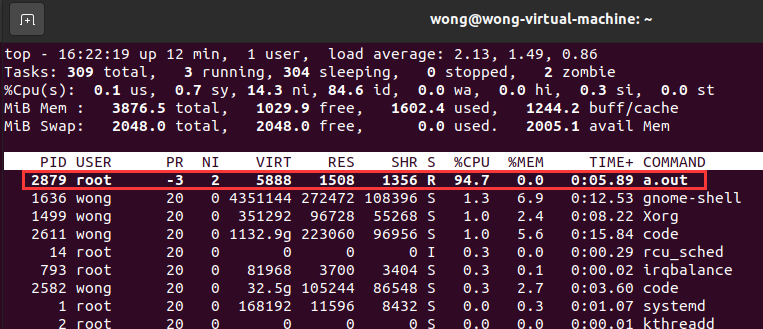 wong@wong-virtual-machine: ~
top - 16:22:19 up 12 min,  1 user,  load average: 2.13, 1.49, 0.86
Tasks: 309 total,   3 running, 304 sleeping,   0 stopped,   2 zombie
%Cpu(s):  0.1 us,  0.7 sy, 14.3 ni, 84.6 id,  0.0 wa,  0.0 hi,  0.3 si,  0.0 st
MiB Mem :  3876.5 total,  1029.9 free,  1602.4 used,  1244.2 buff/cache
MiB Swap:  2048.0 total,  2048.0 free,     0.0 used.  2005.1 avail Mem
PID USER      PR  NI    VIRT    RES    SHR S  %CPU  %MEM     TIME+ COMMAND
2879 root      -3   2    5888   1508   1356 R  94.7   0.0   0:05.89 a.out
1636 wong      20   0 4351144 272472 108396 S   1.3   6.9   0:12.53 gnome-shell
1499 wong      20   0  351292  96728  55268 S   1.0   2.4   0:08.22 Xorg
2611 wong      20   0 1132.9g 223060  96956 S   1.0   5.6   0:15.84 code
14 root      20   0       0      0      0 I   0.3   0.0   0:00.29 rcu_sched
793 root      20   0   81968   3700   3404 S   0.3   0.1   0:00.02 irqbalance
2582 wong      20   0   32.5g 105244  86548 S   0.3   2.7   0:03.60 code
1 root      20   0  168192  11596   8432 S   0.0   0.3   0:01.07 systemd
2 root      20   0       0      0      0 S   0.0   0.0   0:00.01 kthreadd